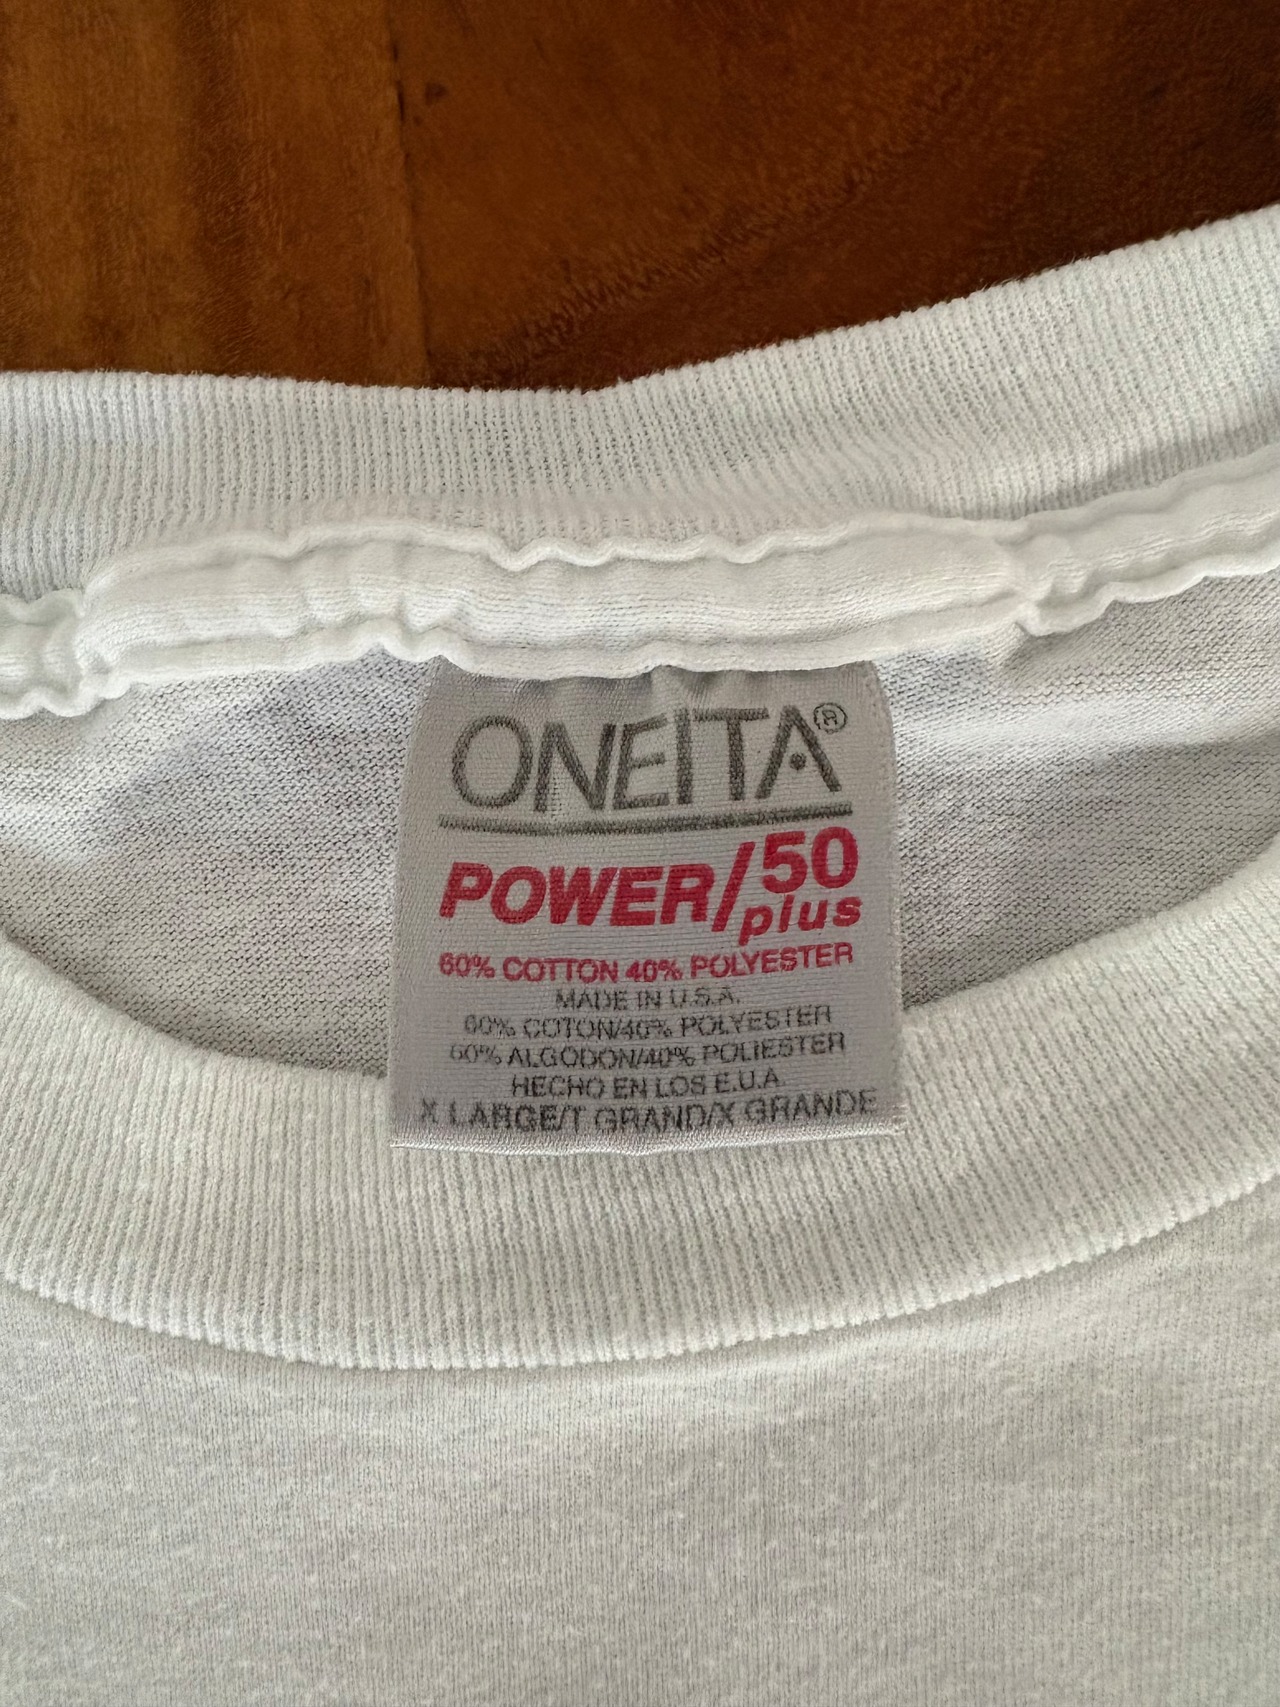 ONEITA®
POWER/50
plus
60% COTTON 40% POLYESTER
MADE IN U.S.A.
60% COTON/40% POLYESTER
60% ALGODON/40% POLIESTER
HECHO EN LOS E.U.A.
X LARGE/T GRAND/X GRANDE